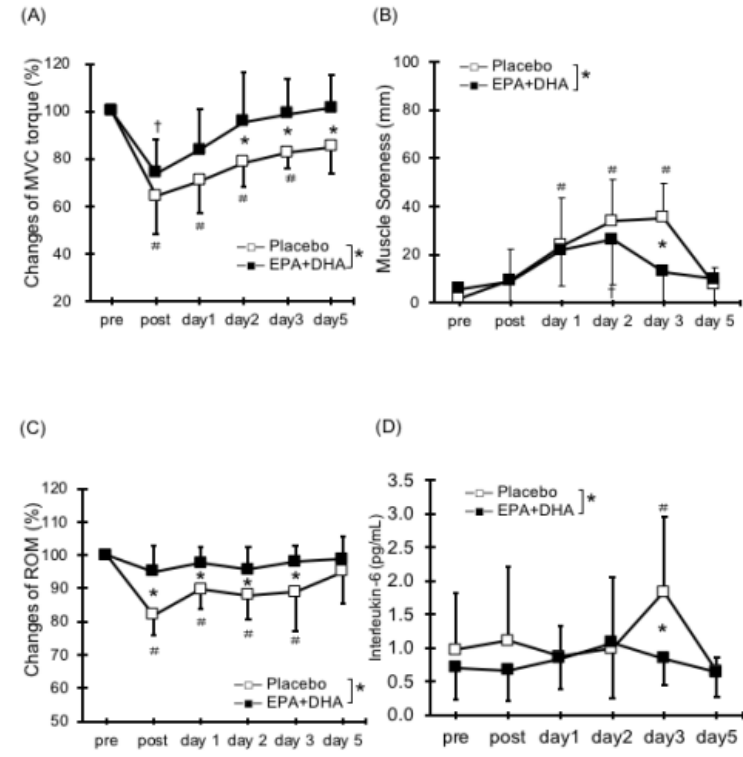 (A)
Changes of MVC torque (%)
120
100
80
60
40
20
†
*
*
*
#
#
#
#
Placebo
EPA+DHA
*
pre post day1 day2 day3 day5
(B)
Muscle Soreness (mm)
100
80
60
40
20
0
Placebo
EPA+DHA
*
#
#
#
*
†
pre post day 1 day 2 day 3 day 5
(C)
Changes of ROM (%)
120
110
100
90
80
70
60
50
*
*
*
*
#
#
#
#
Placebo
EPA+DHA
*
pre post day 1 day 2 day 3 day 5
(D)
Interleukin-6 (pg/mL)
3.5
3.0
2.5
2.0
1.5
1.0
0.5
0.0
Placebo
EPA+DHA
*
#
*
pre post day1 day2 day3 day5